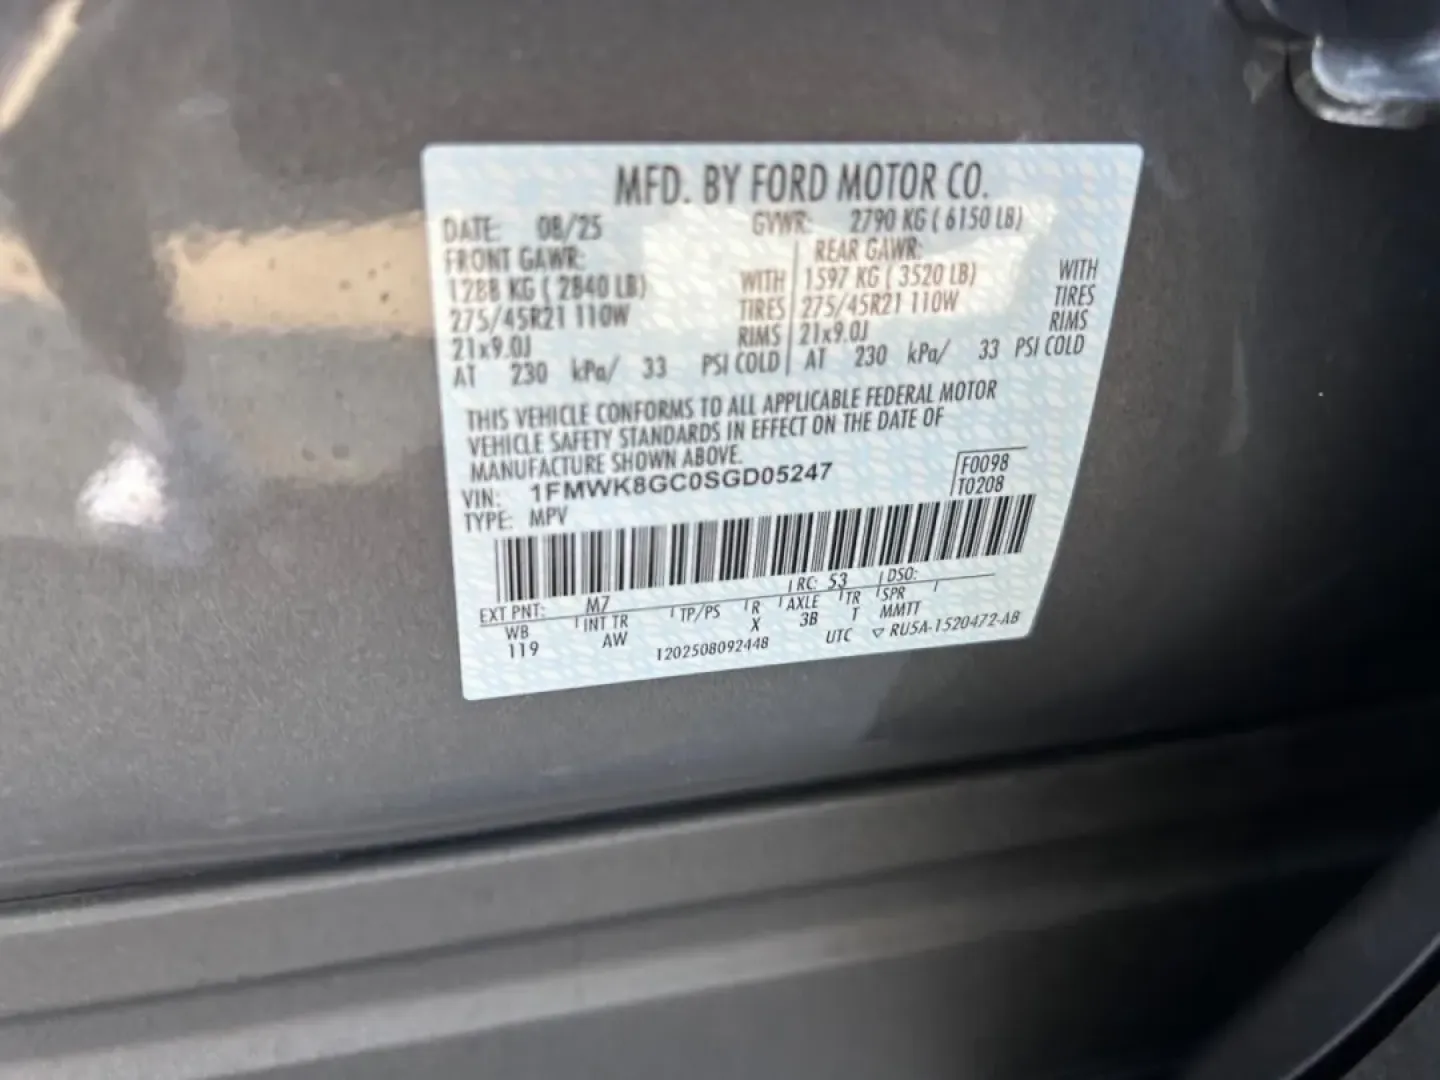 MFD. BY FORD MOTOR CO.
DATE: 08/25 GVWR: 2790 KG ( 6150 LB)
FRONT GAWR: REAR GAWR:
1288 KG ( 2840 LB) WITH 1597 KG ( 3520 LB) WITH
275/45R21 110W TIRES 275/45R21 110W TIRES
21x9.0J RIMS 21x9.0J RIMS
AT 230 kPa/ 33 PSI COLD AT 230 kPa/ 33 PSI COLD
THIS VEHICLE CONFORMS TO ALL APPLICABLE FEDERAL MOTOR
VEHICLE SAFETY STANDARDS IN EFFECT ON THE DATE OF
MANUFACTURE SHOWN ABOVE.
VIN: 1FMWK8GC0SGD05247 F0098
TYPE: MPV T0208
EXT PNT: M7 RC: 53 DSO:
WB INT TR TP/PS R AXLE TR SPR
119 AW X 3B T MMTT
1202508092448 UTC ▽ RU5A-1520472-AB